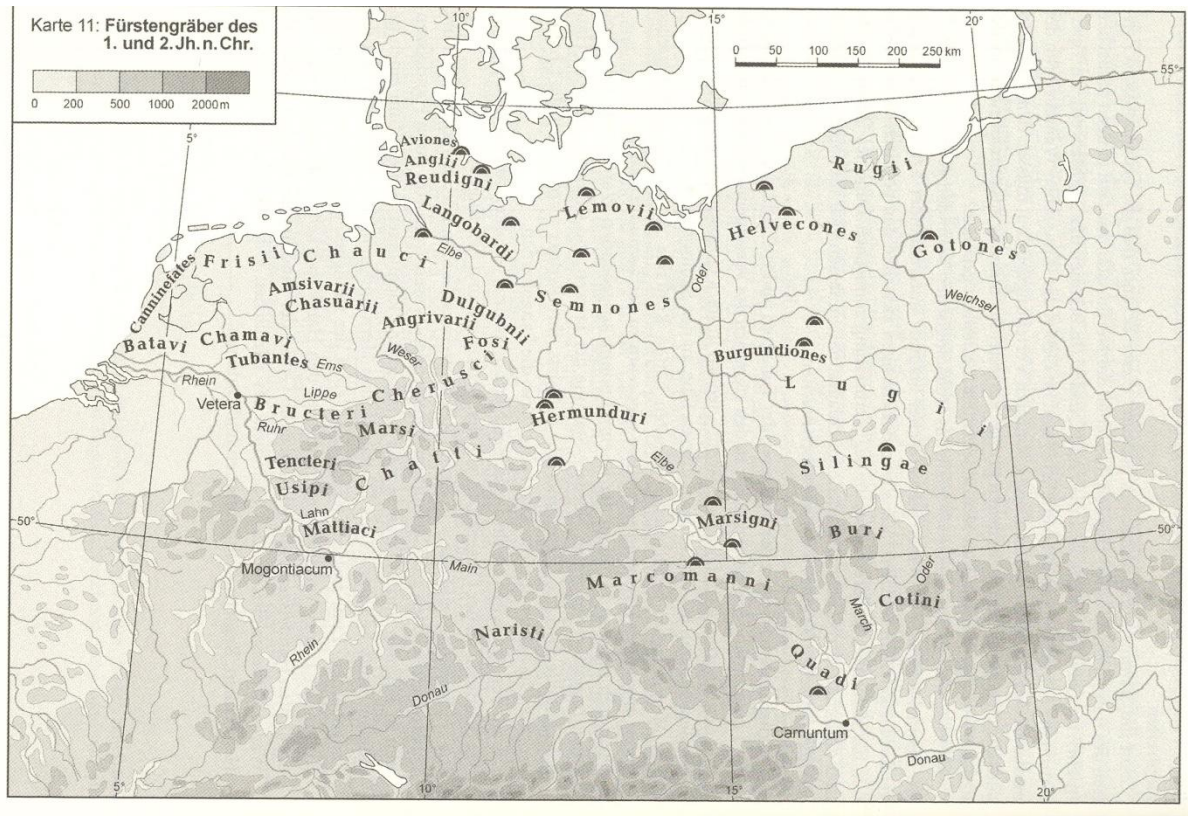 Karte 11: Fürstengräber des
1. und 2. Jh. n. Chr.
0 200 500 1000 2000 m
10°
15°
20°
0 50 100 150 200 250 km
55°
5°
Aviones
Anglii
Reudigni
Rugii
Lemovii
Langobardi
Helvecones
Gotones
Elbe
Oder
Weichsel
Frisii
Chauci
Canninefates
Amsivarii
Chasuarii
Semnones
Dulgubnii
Angrivarii
Fosi
Batavi
Chamavi
Tubantes
Ems
Weser
Burgundiones
Rhein
Lippe
Cherusci
Lugii
Vetera
Bructeri
Hermunduri
Ruhr
Marsi
Tencteri
Chatti
Elbe
Silingae
Usipi
Lahn
50°
Mattiaci
Marsigni
Buri
50°
Mogontiacum
Main
Marcomanni
Oder
Cotini
March
Naristi
Rhein
Quadi
Donau
Carnuntum
Donau
5°
10°
15°
20°